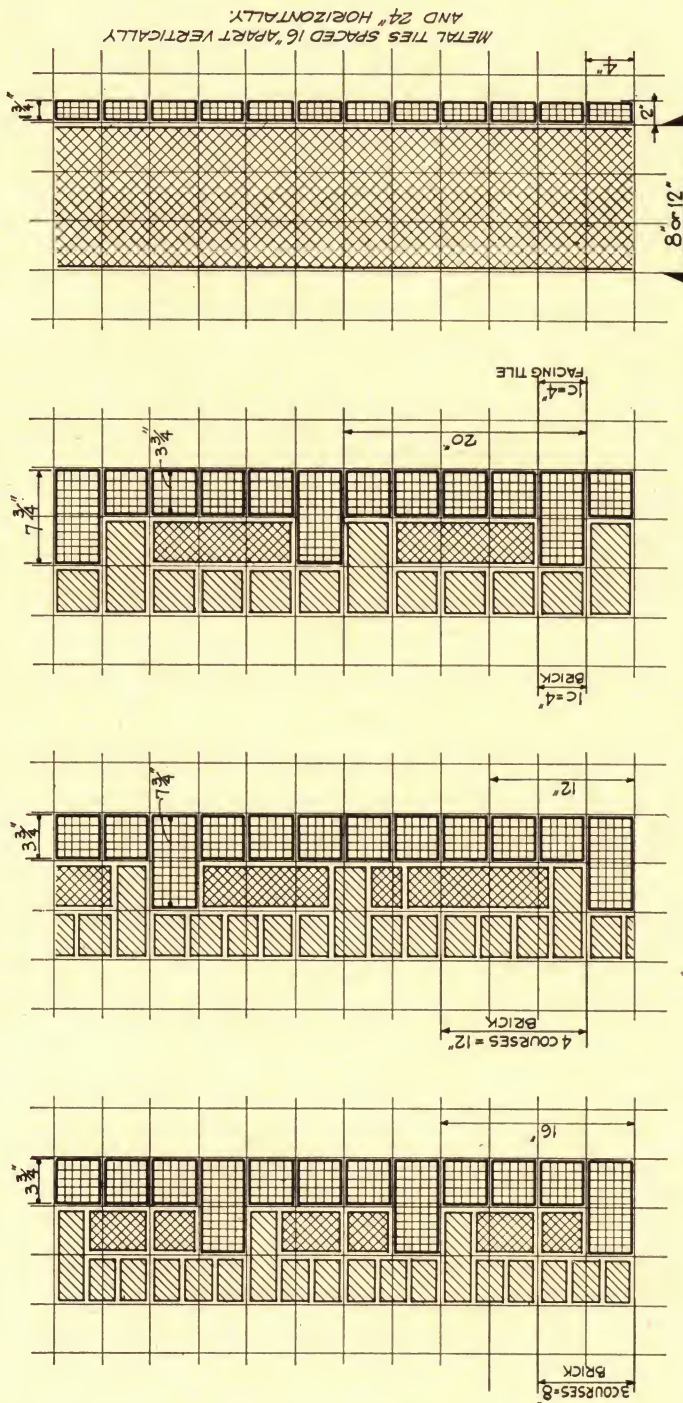 METAL TIES SPACED 16" APART VERTICALLY
AND 24" HORIZONTALLY.
1 3/4"
4"
2"
8" or 12"
1C=4"
FACING TILE
7 3/4"
3 3/4"
20"
1C=4"
BRICK
3 3/4"
7 3/4"
12"
4 COURSES = 12"
BRICK
3 3/4"
16"
3 COURSES=8"
BRICK